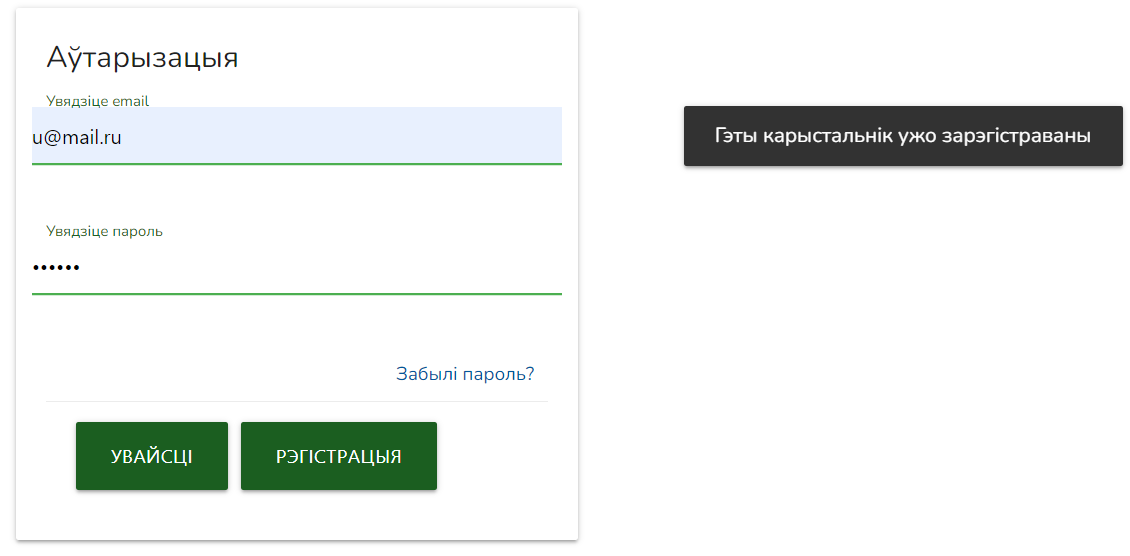 Аўтарызацыя
Увядзіце email
u@mail.ru
Гэты карыстальнік ужо зарэгістраваны
Увядзіце пароль
••••••
Забылі пароль?
УВАЙСЦІ
РЭГІСТРАЦЫЯ